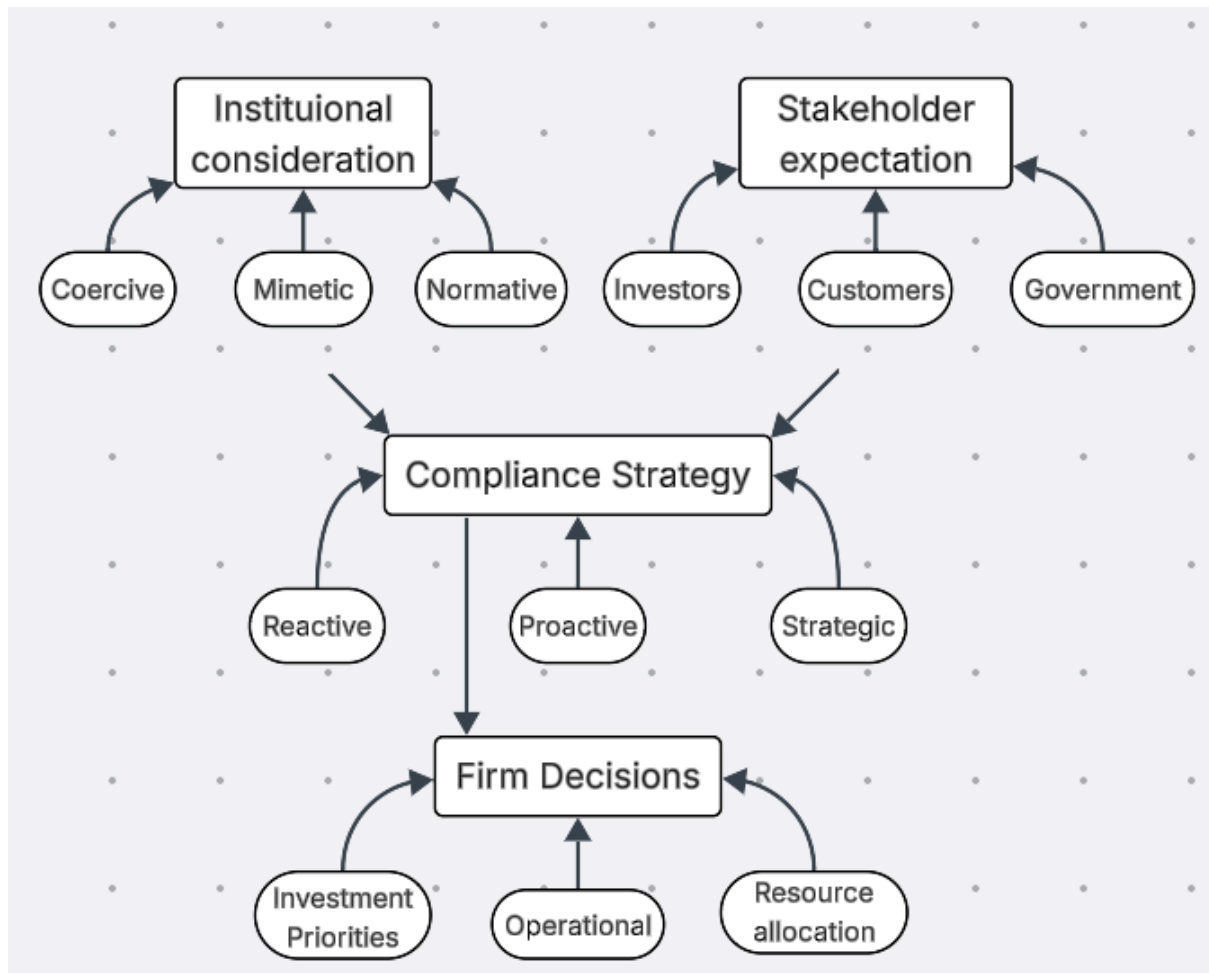 Instituional
consideration
Stakeholder
expectation
Coercive
Mimetic
Normative
Investors
Customers
Government
Compliance Strategy
Reactive
Proactive
Strategic
Firm Decisions
Investment
Priorities
Operational
Resource
allocation